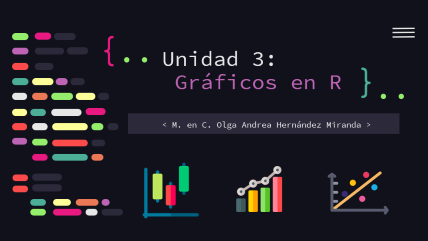 { ..
Unidad 3:
Gráficos en R }
..
< M. en C. Olga Andrea Hernández Miranda >